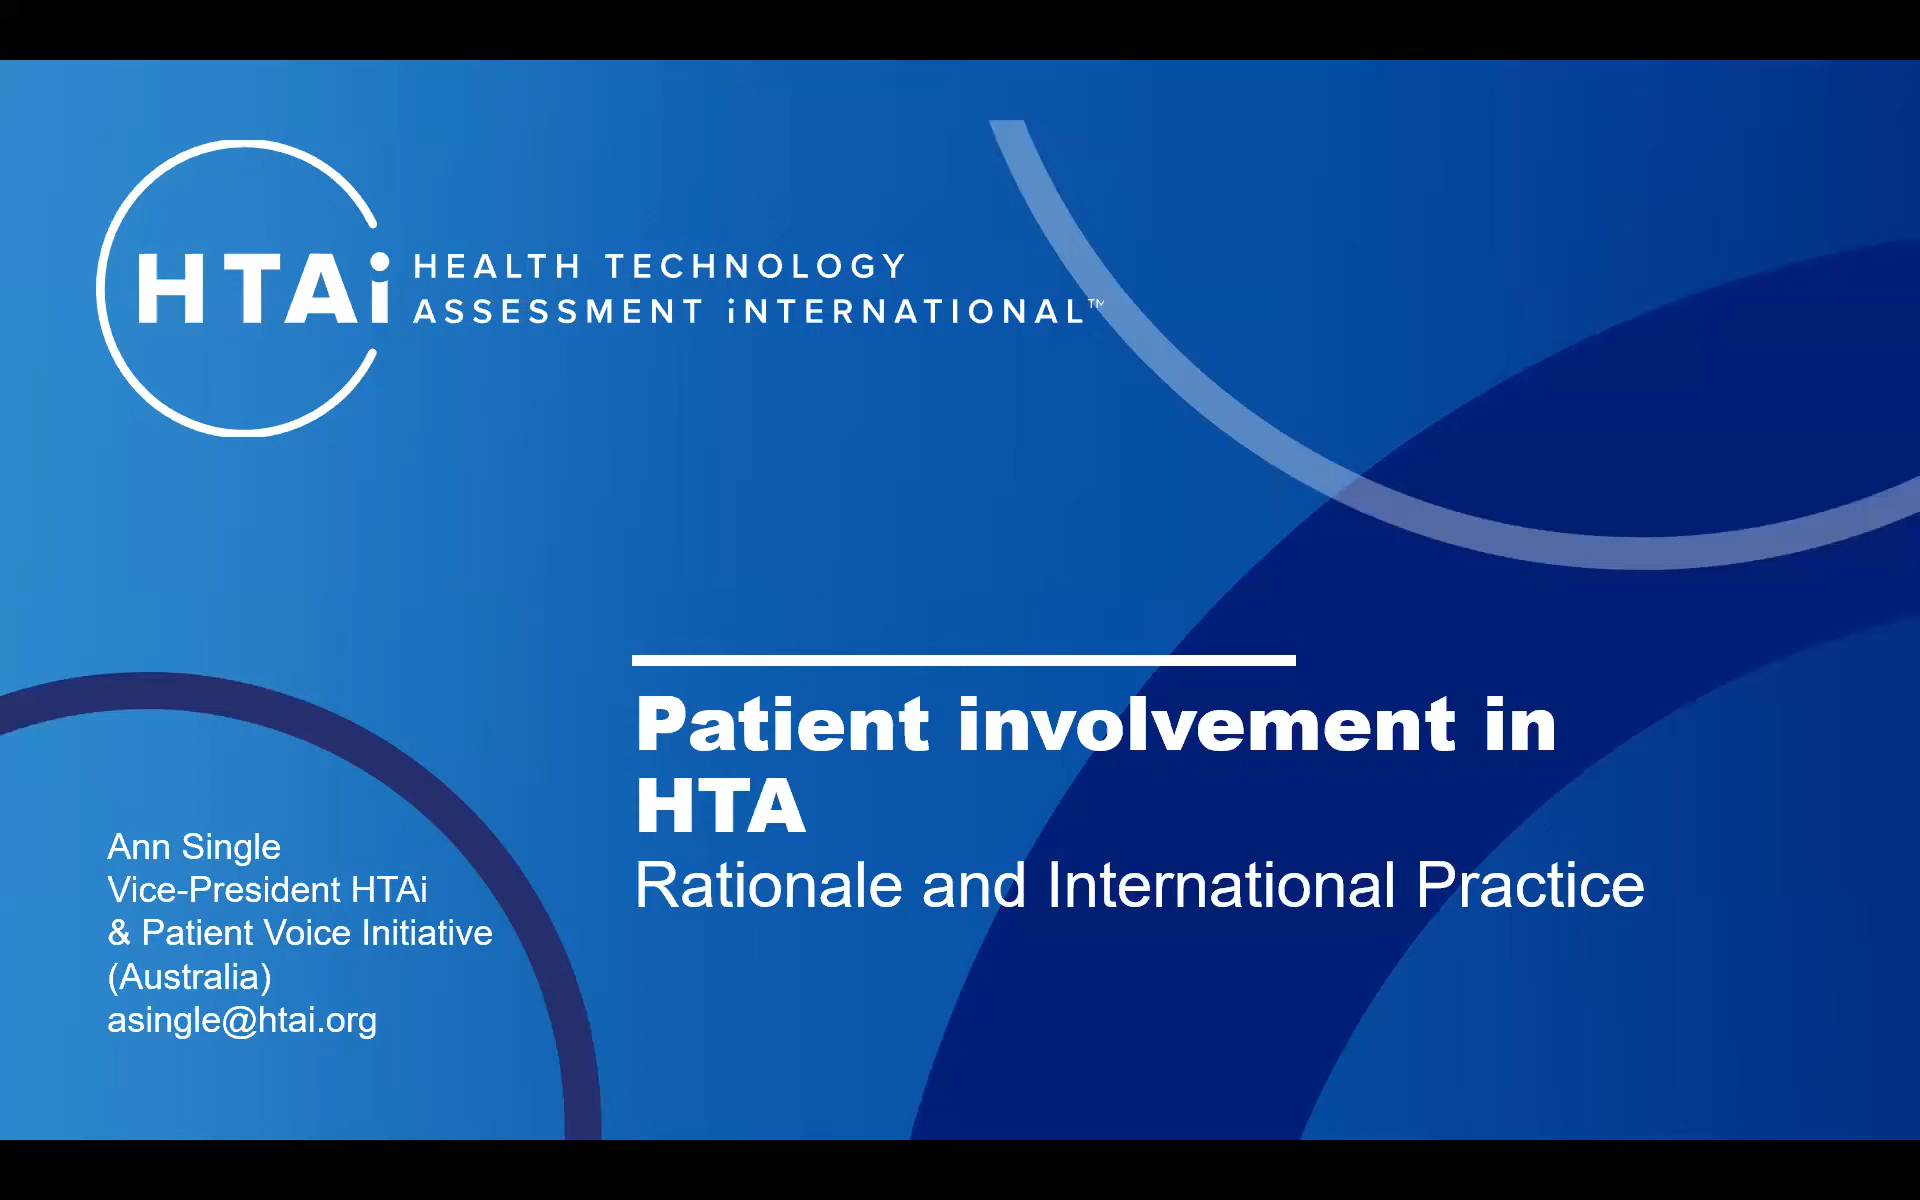 HTAi
HEALTH TECHNOLOGY
ASSESSMENT iNTERNATIONAL™
Patient involvement in
HTA
Rationale and International Practice
Ann Single
Vice-President HTAi
& Patient Voice Initiative
(Australia)
asingle@htai.org